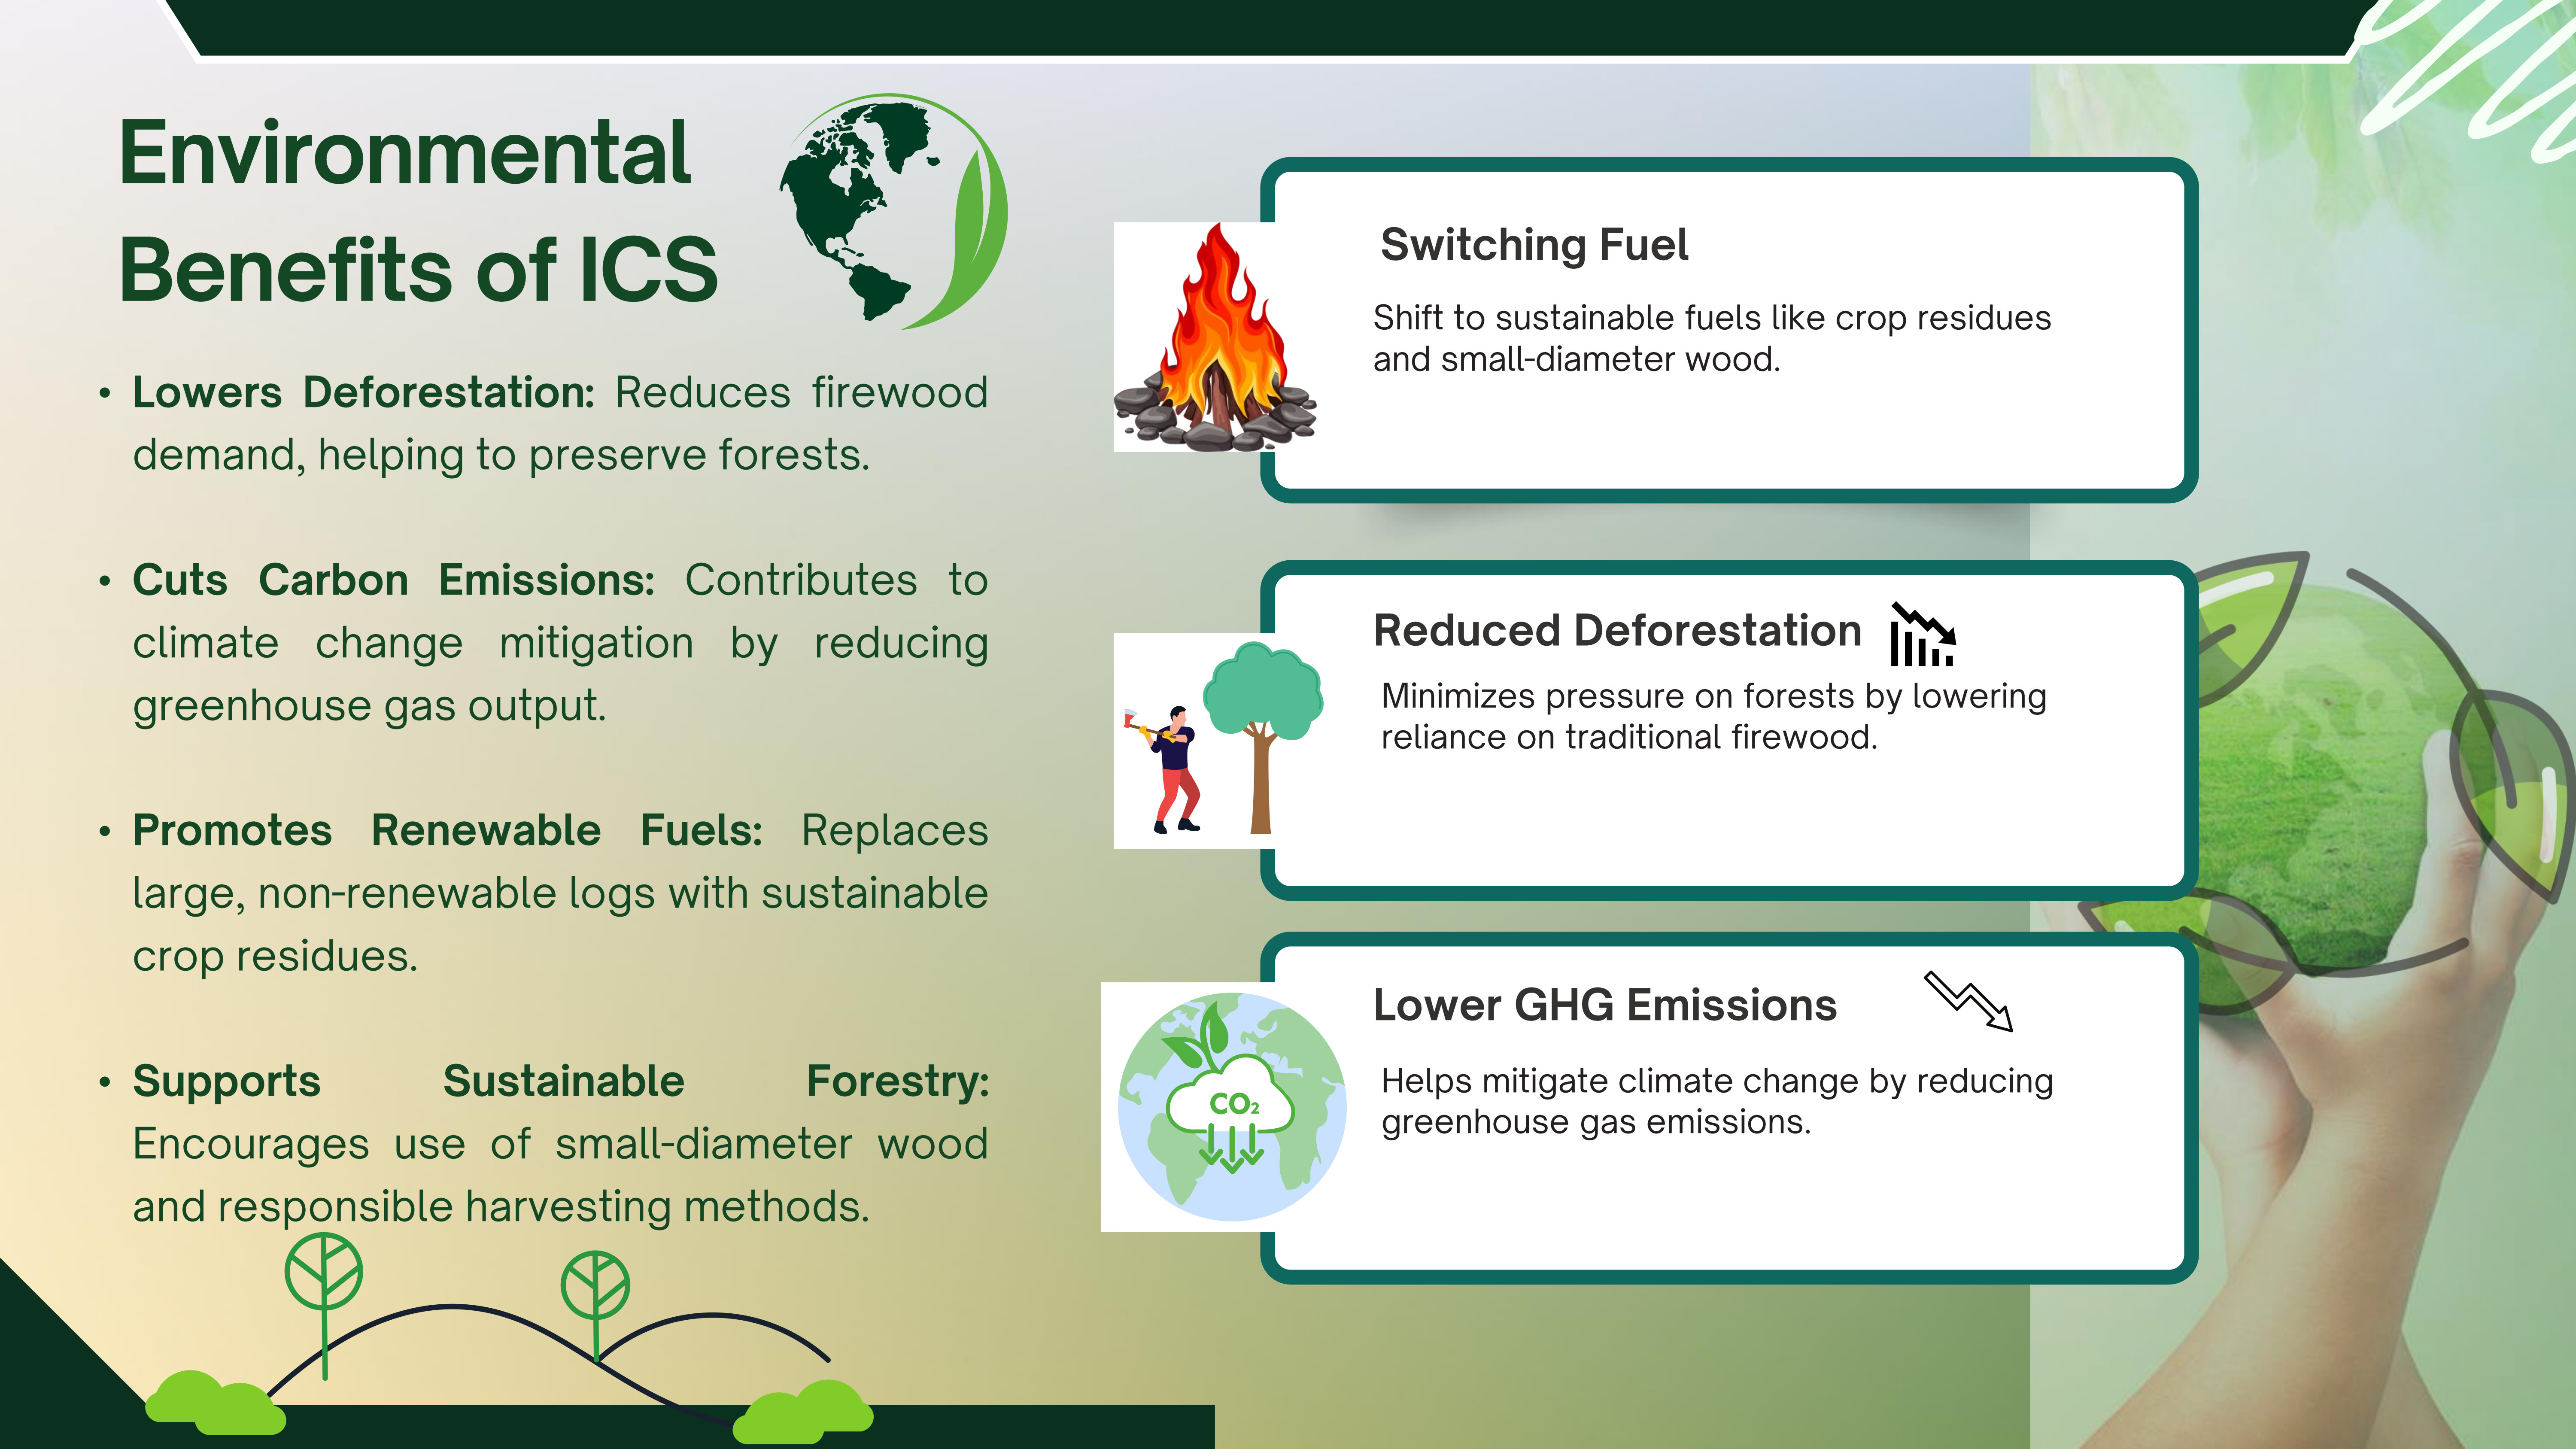 Environmental
Benefits of ICS
• Lowers Deforestation: Reduces firewood
demand, helping to preserve forests.
• Cuts Carbon Emissions: Contributes to
climate change mitigation by reducing
greenhouse gas output.
• Promotes Renewable Fuels: Replaces
large, non-renewable logs with sustainable
crop residues.
• Supports Sustainable Forestry:
Encourages use of small-diameter wood
and responsible harvesting methods.
Switching Fuel
Shift to sustainable fuels like crop residues
and small-diameter wood.
Reduced Deforestation
Minimizes pressure on forests by lowering
reliance on traditional firewood.
Lower GHG Emissions
Helps mitigate climate change by reducing
greenhouse gas emissions.
CO₂